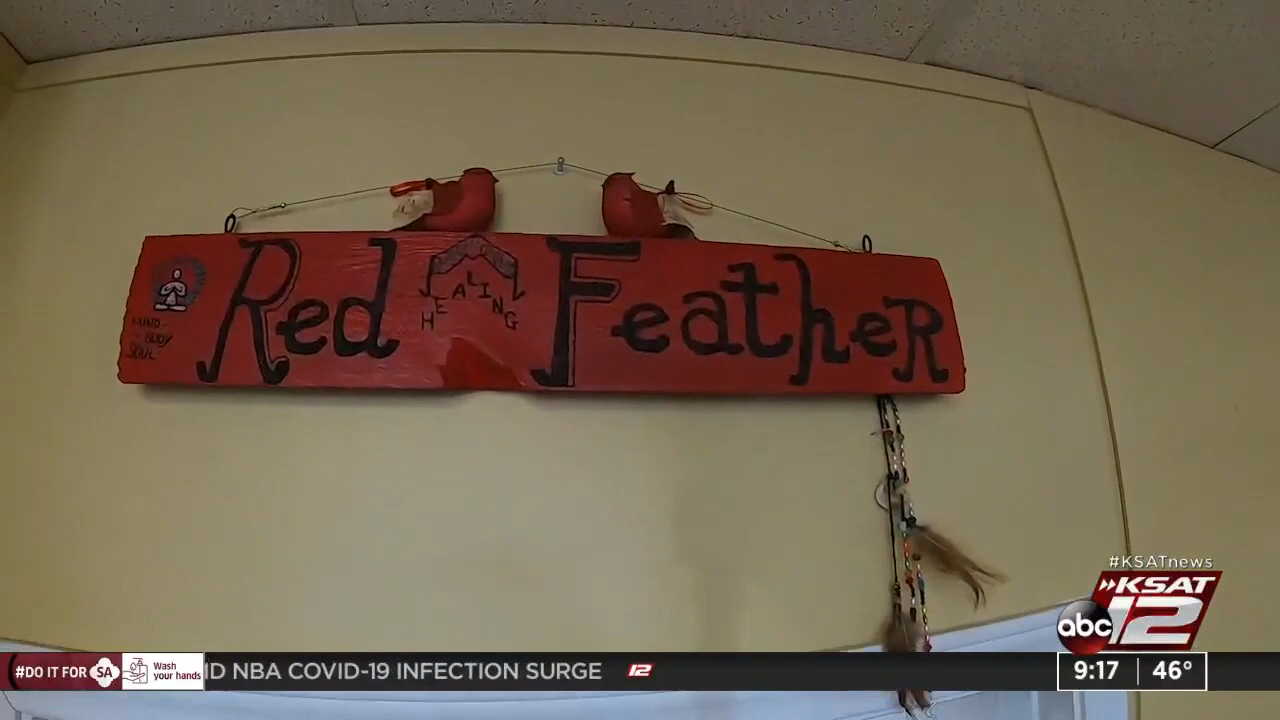 Red HEALING FeatheR
MIND-
BODY
SOUL
#KSATnews
KSAT
abc 12
#DO IT FOR SA
Wash
your hands
ID NBA COVID-19 INFECTION SURGE 12
9:17 46°